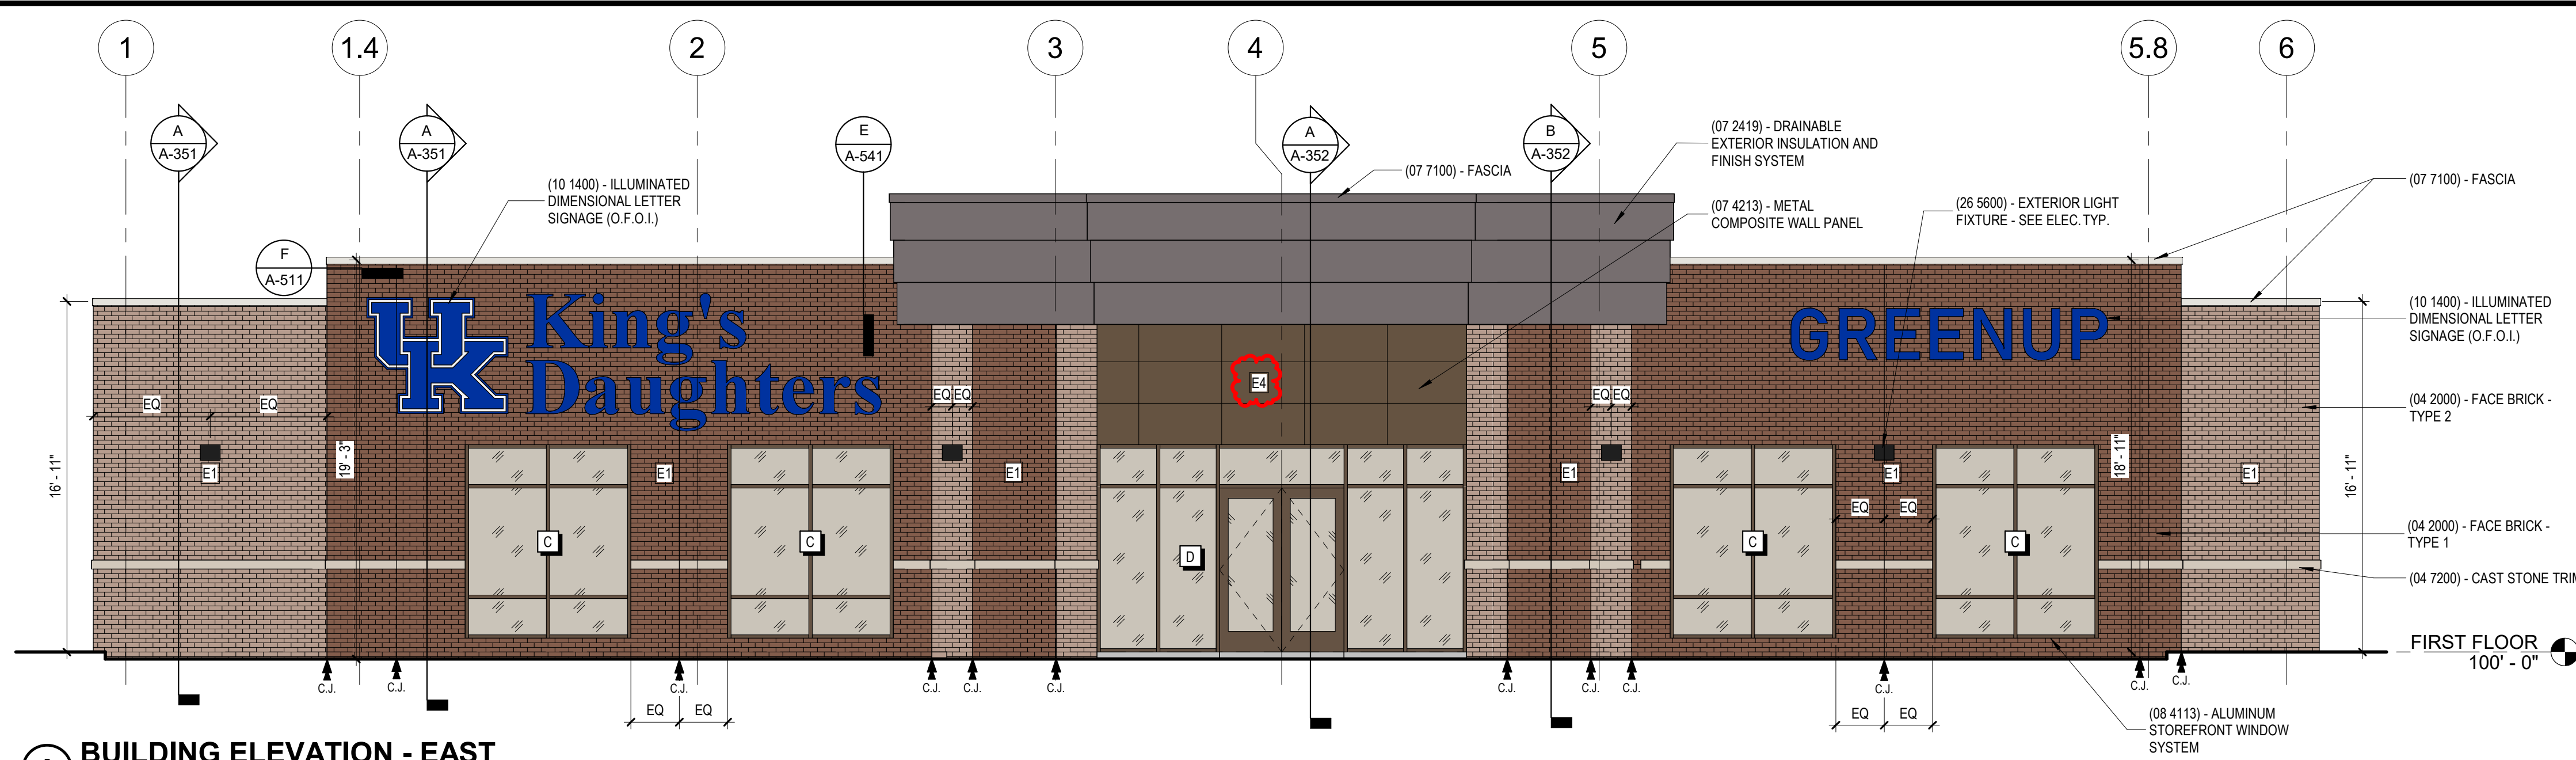 1
1.4
2
3
4
5
5.8
6
A
A-351
A
A-351
E
A-541
A
A-352
B
A-352
F
A-511
(10 1400) - ILLUMINATED
DIMENSIONAL LETTER
SIGNAGE (O.F.O.I.)
(07 7100) - FASCIA
(07 2419) - DRAINABLE
EXTERIOR INSULATION AND
FINISH SYSTEM
(07 4213) - METAL
COMPOSITE WALL PANEL
(26 5600) - EXTERIOR LIGHT
FIXTURE - SEE ELEC. TYP.
(07 7100) - FASCIA
(10 1400) - ILLUMINATED
DIMENSIONAL LETTER
SIGNAGE (O.F.O.I.)
(04 2000) - FACE BRICK -
TYPE 2
(04 2000) - FACE BRICK -
TYPE 1
(04 7200) - CAST STONE TRIM
UK
King's
Daughters
GREENUP
E4
EQ
EQ
EQ
EQ
EQ
EQ
16' - 11"
19' - 3"
18' - 11"
16' - 11"
E1
E1
E1
E1
E1
E1
EQ
EQ
C
C
D
C
C
FIRST FLOOR
100' - 0"
C.J.
C.J.
C.J.
C.J.
C.J.
C.J.
C.J.
C.J.
C.J.
C.J.
C.J.
C.J.
EQ
EQ
EQ
EQ
(08 4113) - ALUMINUM
STOREFRONT WINDOW
SYSTEM
BUILDING ELEVATION - EAST